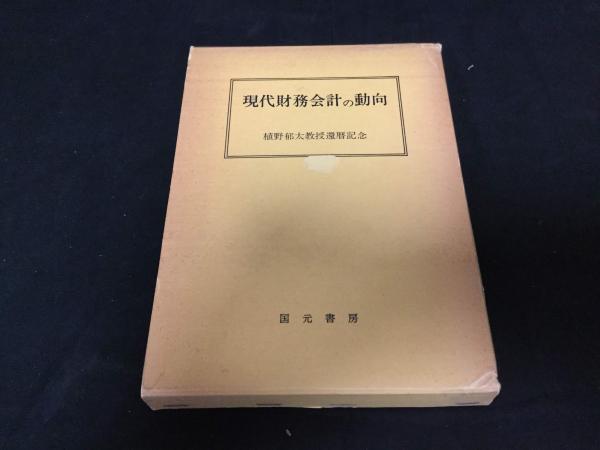 現代財務会計の動向
植野郁太教授還暦記念
国元書房